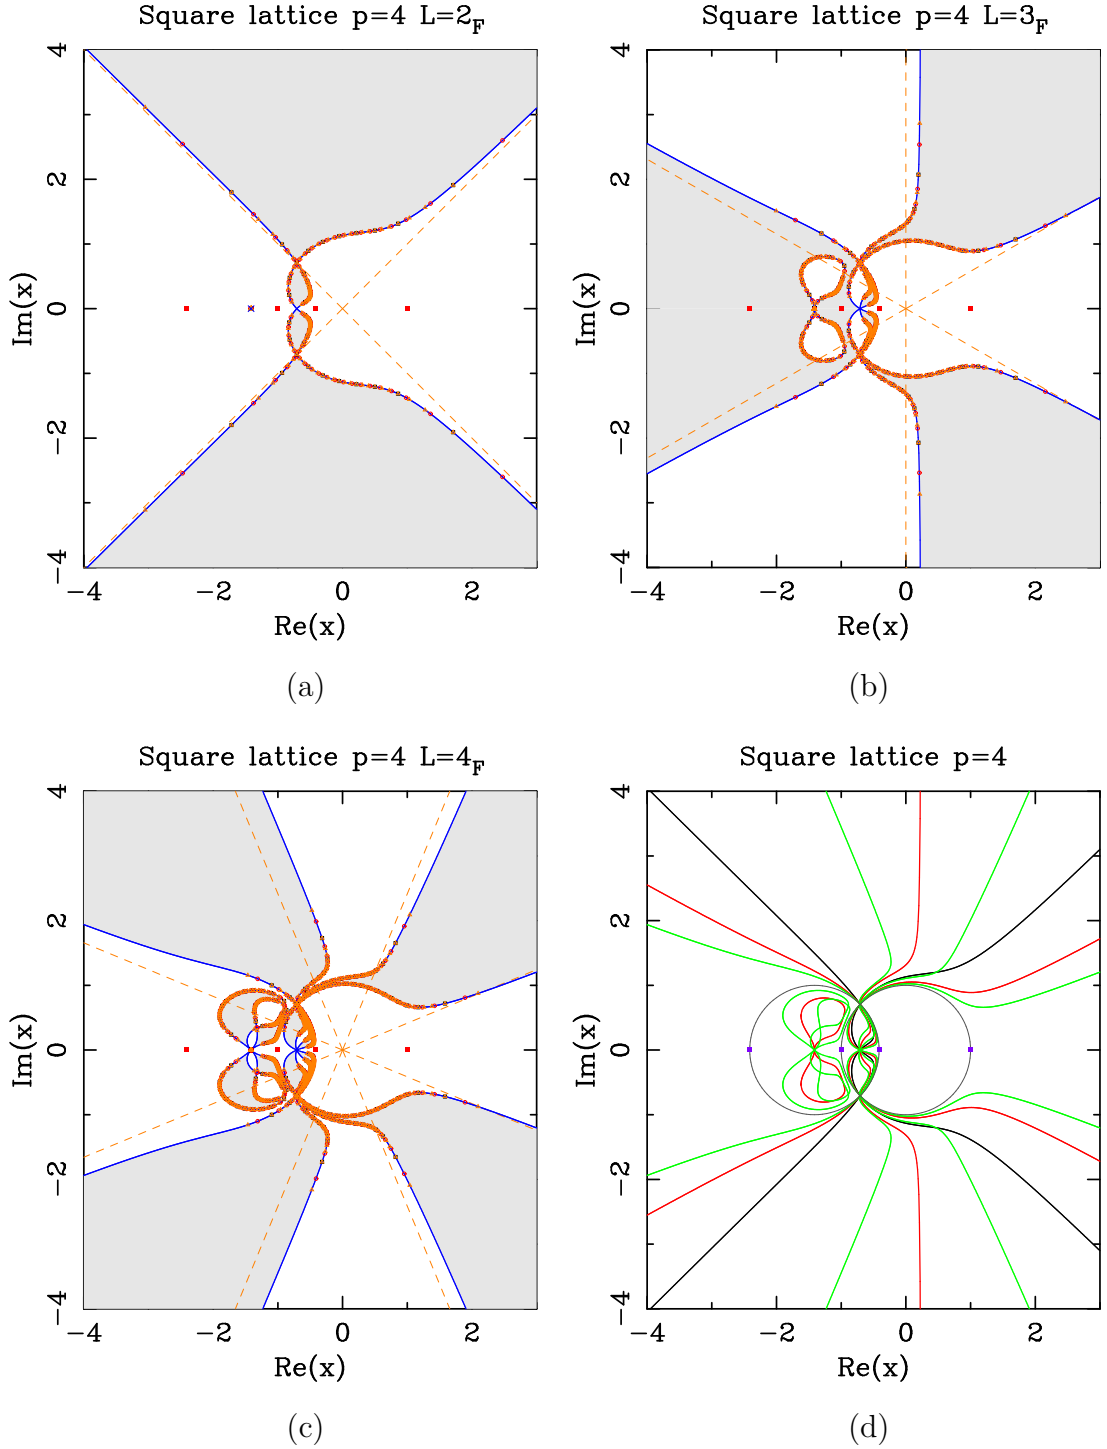 Square lattice p=4 L=2F
Square lattice p=4 L=3F
4
2
0
−2
−4
Im(x)
−4 −2 0 2
Re(x)
4
2
0
−2
−4
Im(x)
−4 −2 0 2
Re(x)
(a)
(b)
Square lattice p=4 L=4F
Square lattice p=4
4
2
0
−2
−4
Im(x)
−4 −2 0 2
Re(x)
4
2
0
−2
−4
Im(x)
−4 −2 0 2
Re(x)
(c)
(d)